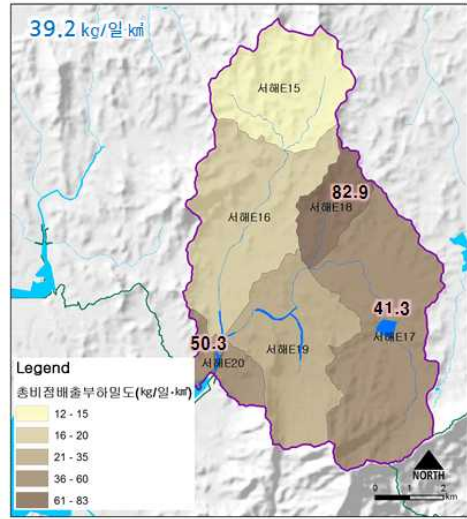 39.2 kg/일 ㎢
서해E15
82.9
서해E18
서해E16
41.3
서해E17
50.3
서해E19
서해E20
Legend
총비점배출부하밀도(kg/일·㎢)
12 - 15
16 - 20
21 - 35
36 - 60
61 - 83
NORTH
0 1 2
km